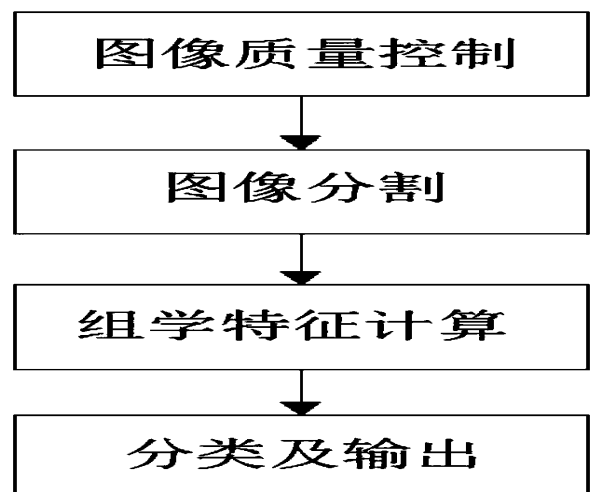 图像质量控制
图像分割
组学特征计算
分类及输出